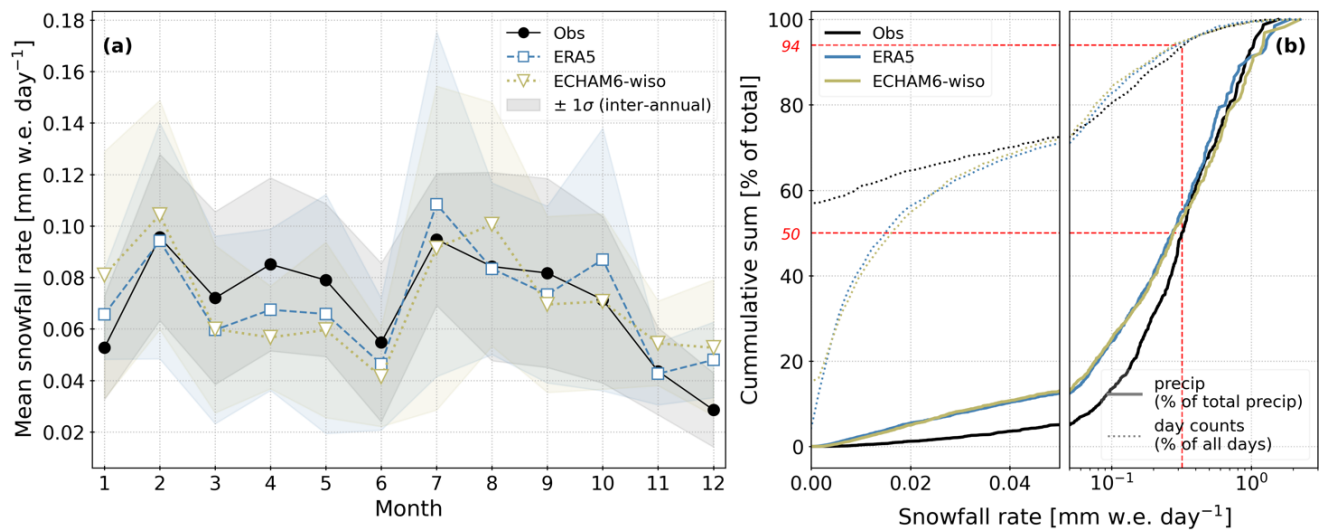 0.18
0.16
0.14
0.12
0.10
0.08
0.06
0.04
0.02
Mean snowfall rate [mm w.e. day⁻¹]
(a)
Obs
ERA5
ECHAM6-wiso
± 1σ (inter-annual)
1 2 3 4 5 6 7 8 9 10 11 12
Month
100
94
80
60
50
40
20
0
Cummulative sum [% of total]
Obs
ERA5
ECHAM6-wiso
(b)
precip
(% of total precip)
day counts
(% of all days)
0.00 0.02 0.04 10⁻¹ 10⁰
Snowfall rate [mm w.e. day⁻¹]